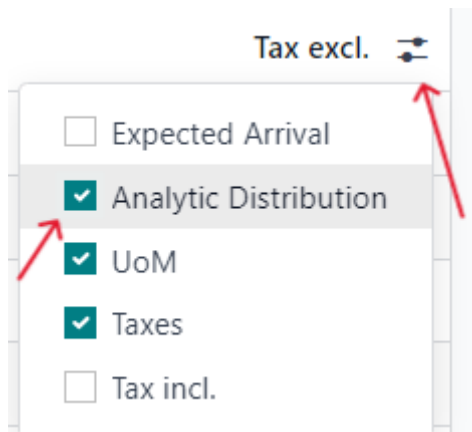 Tax excl.
Expected Arrival
Analytic Distribution
UoM
Taxes
Tax incl.